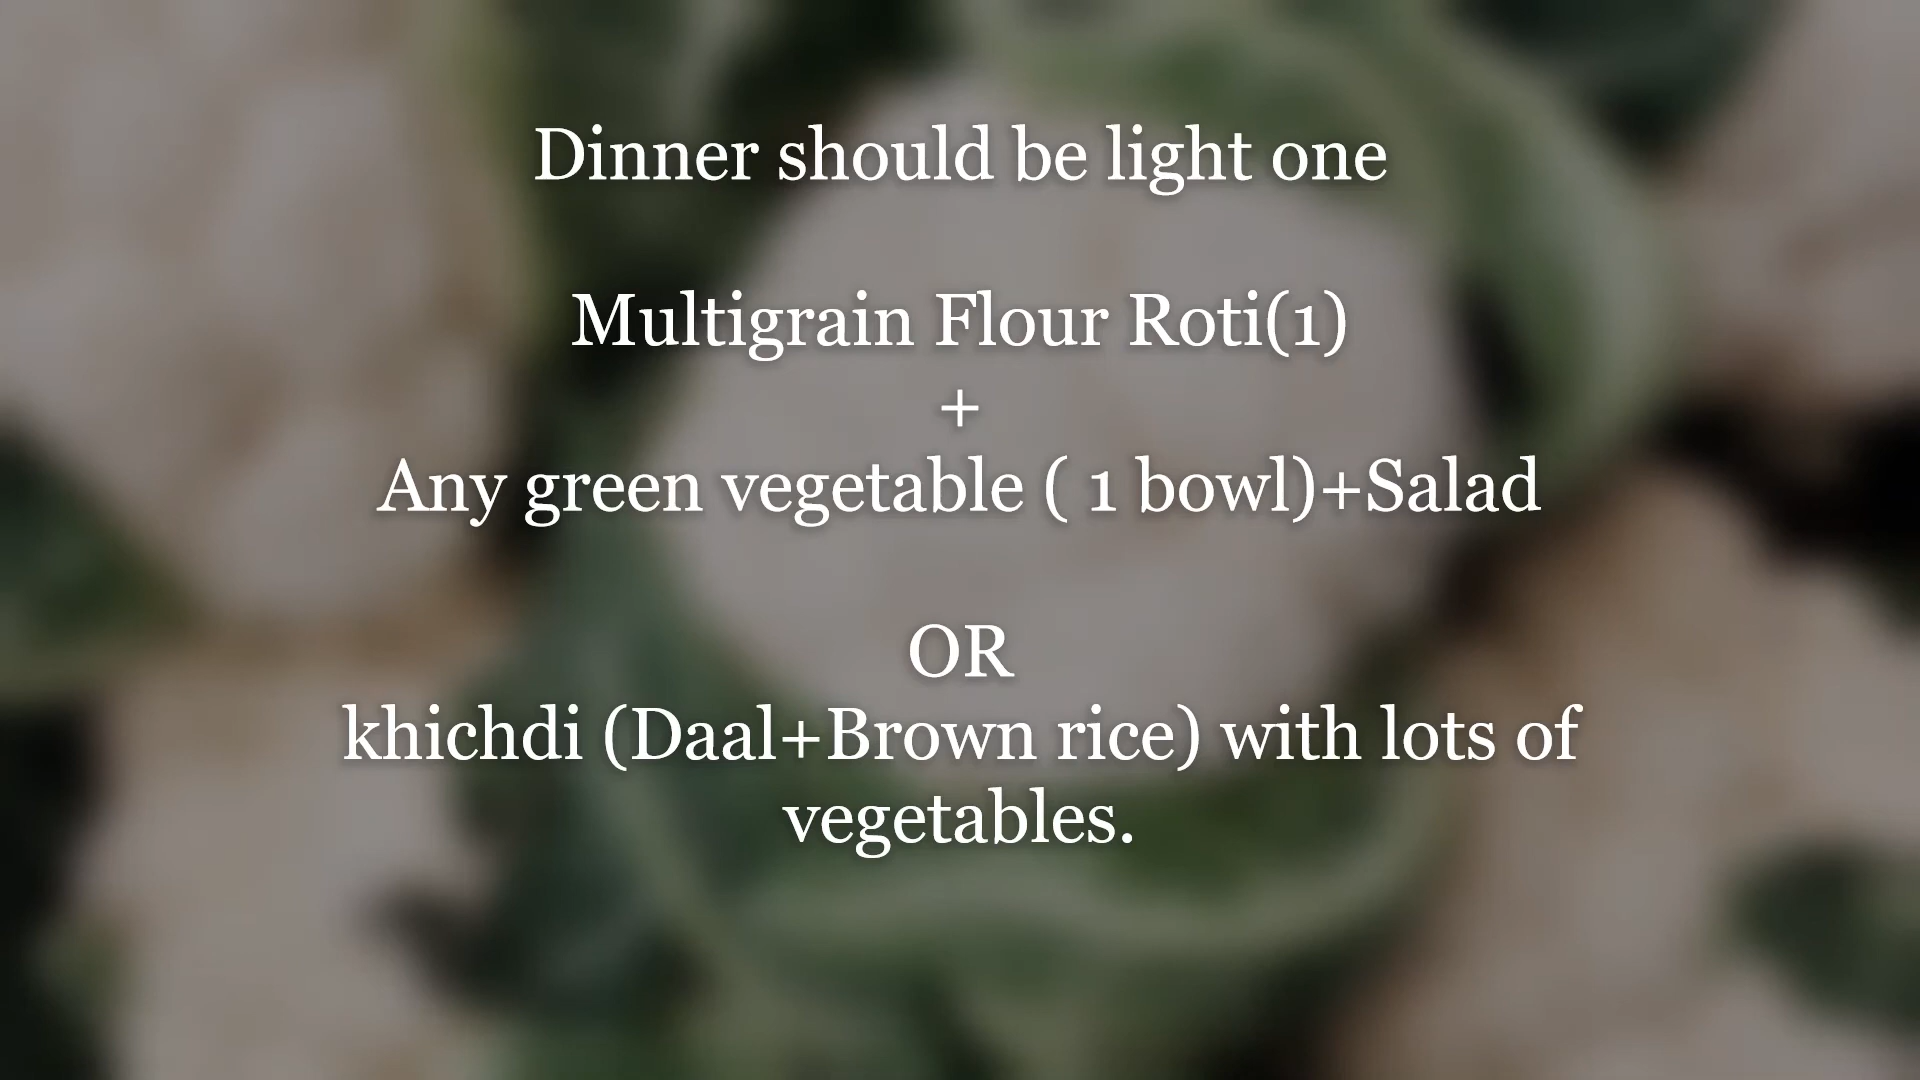 Dinner should be light one
Multigrain Flour Roti(1)
+
Any green vegetable ( 1 bowl)+Salad
OR
khichdi (Daal+Brown rice) with lots of
vegetables.